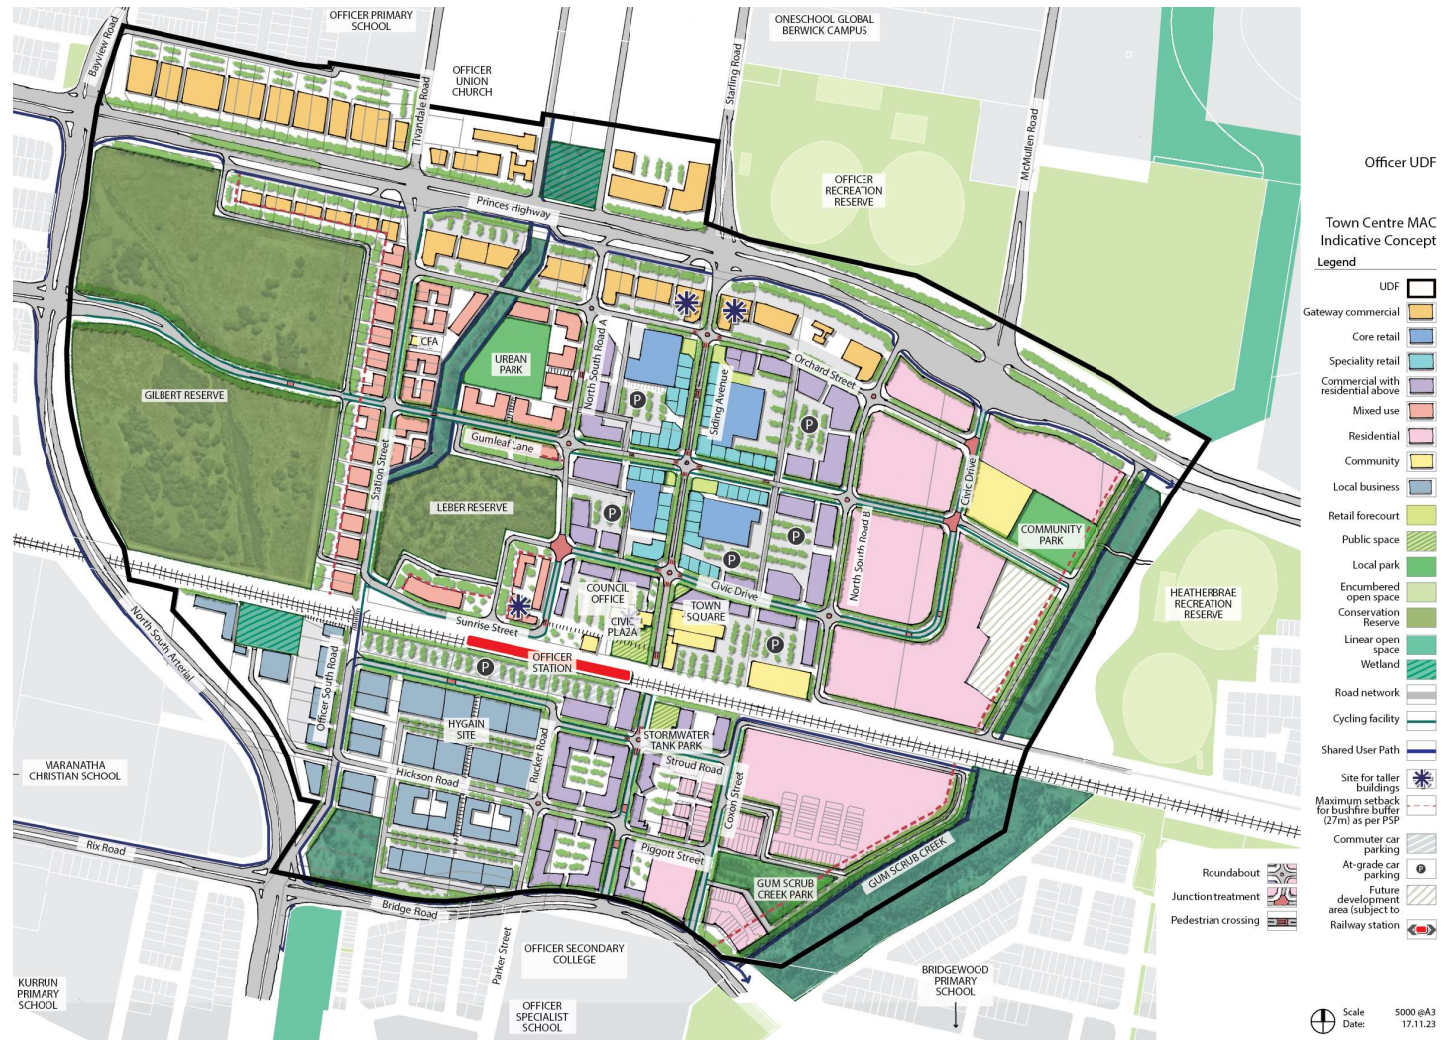 OFFICER PRIMARY
SCHOOL
ONESCHOOL GLOBAL
BERWICK CAMPUS
Bayview Road
OFFICER
UNION
CHURCH
Tivendale Road
Starling Road
McMullen Road
OFFICER
RECREATION
RESERVE
Princes Highway
CFA
URBAN
PARK
North South Road A
Siding Avenue
Orchard Street
GILBERT RESERVE
Gumleaf Lane
Station Street
LEBER RESERVE
P
P
P
P
P
P
P
Civic Drive
COMMUNITY
PARK
North South Road B
Civic Drive
COUNCIL
OFFICE
CIVIC
PLAZA
TOWN
SQUARE
HEATHERBRAE
RECREATION
RESERVE
North South Arterial
Sunrise Street
OFFICER
STATION
Officer South Road
HYGAIN
SITE
Rucker Road
STORMWATER
TANK PARK
Stroud Road
MARANATHA
CHRISTIAN SCHOOL
Hickson Road
Coxon Street
Rix Road
Piggott Street
GUM SCRUB
CREEK PARK
GUM SCRUB CREEK
Bridge Road
Parker Street
OFFICER SECONDARY
COLLEGE
KURRUN
PRIMARY
SCHOOL
OFFICER
SPECIALIST
SCHOOL
BRIDGEWOOD
PRIMARY
SCHOOL
Officer UDF
Town Centre MAC
Indicative Concept
Legend
UDF
Gateway commercial
Core retail
Speciality retail
Commercial with
residential above
Mixed use
Residential
Community
Local business
Retail forecourt
Public space
Local park
Encumbered
open space
Conservation
Reserve
Linear open
space
Wetland
Road network
Cycling facility
Shared User Path
Site for taller
buildings
Maximum setback
for bushfire buffer
(27m) as per PSP
Commuter car
parking
At-grade car
parking
P
Future
development
area (subject to
Railway station
Roundabout
Junction treatment
Pedestrian crossing
Scale 5000 @A3
Date: 17.11.23